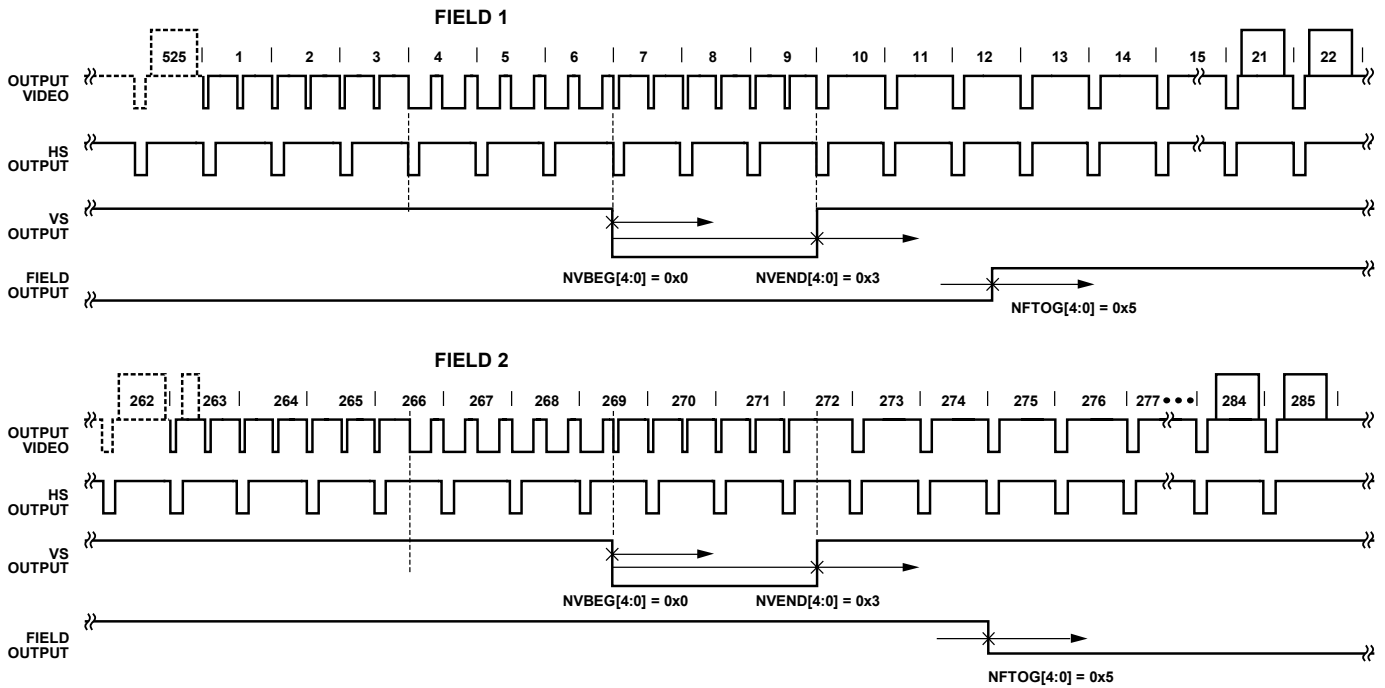 FIELD 1
525 1 2 3 4 5 6 7 8 9 10 11 12 13 14 15 21 22
OUTPUT
VIDEO
HS
OUTPUT
VS
OUTPUT
NVBEG[4:0] = 0x0 NVEND[4:0] = 0x3
FIELD
OUTPUT
NFTOG[4:0] = 0x5
FIELD 2
262 263 264 265 266 267 268 269 270 271 272 273 274 275 276 277 ••• 284 285
OUTPUT
VIDEO
HS
OUTPUT
VS
OUTPUT
NVBEG[4:0] = 0x0 NVEND[4:0] = 0x3
FIELD
OUTPUT
NFTOG[4:0] = 0x5